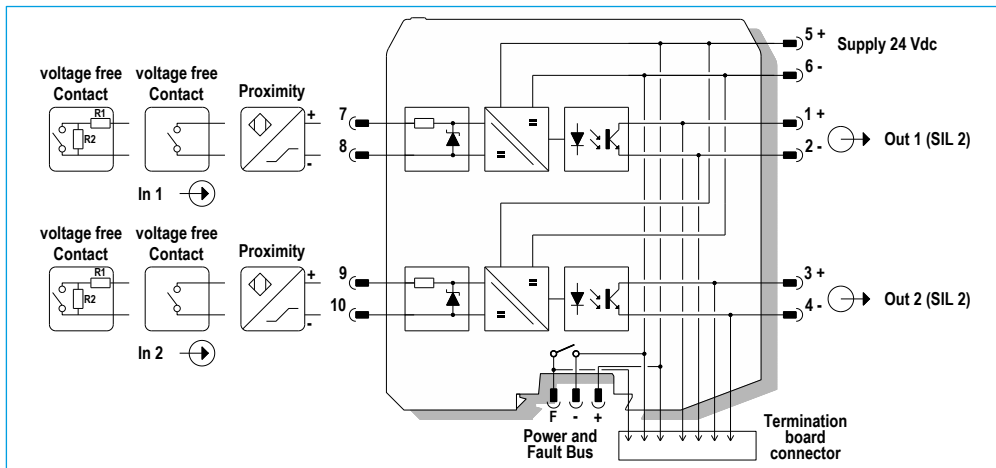 5 +
Supply 24 Vdc
6 -
voltage free
Contact
voltage free
Contact
Proximity
R1
R2
+
-
7
8
1 +
2 -
Out 1 (SIL 2)
In 1
voltage free
Contact
voltage free
Contact
Proximity
R1
R2
+
-
9
10
3 +
4 -
Out 2 (SIL 2)
In 2
F
-
+
Power and
Fault Bus
Termination
board
connector